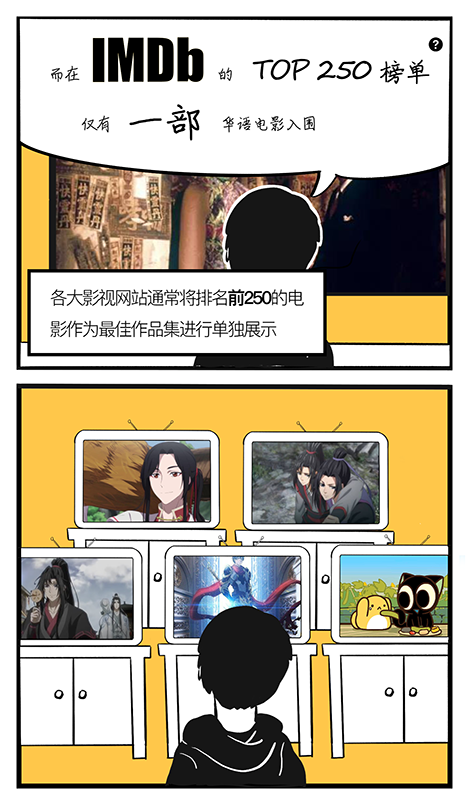 而在 IMDb 的 TOP 250 榜单
?
仅有 一部 华语电影入围
各大影视网站通常将排名前250的电
影作为最佳作品集进行单独展示